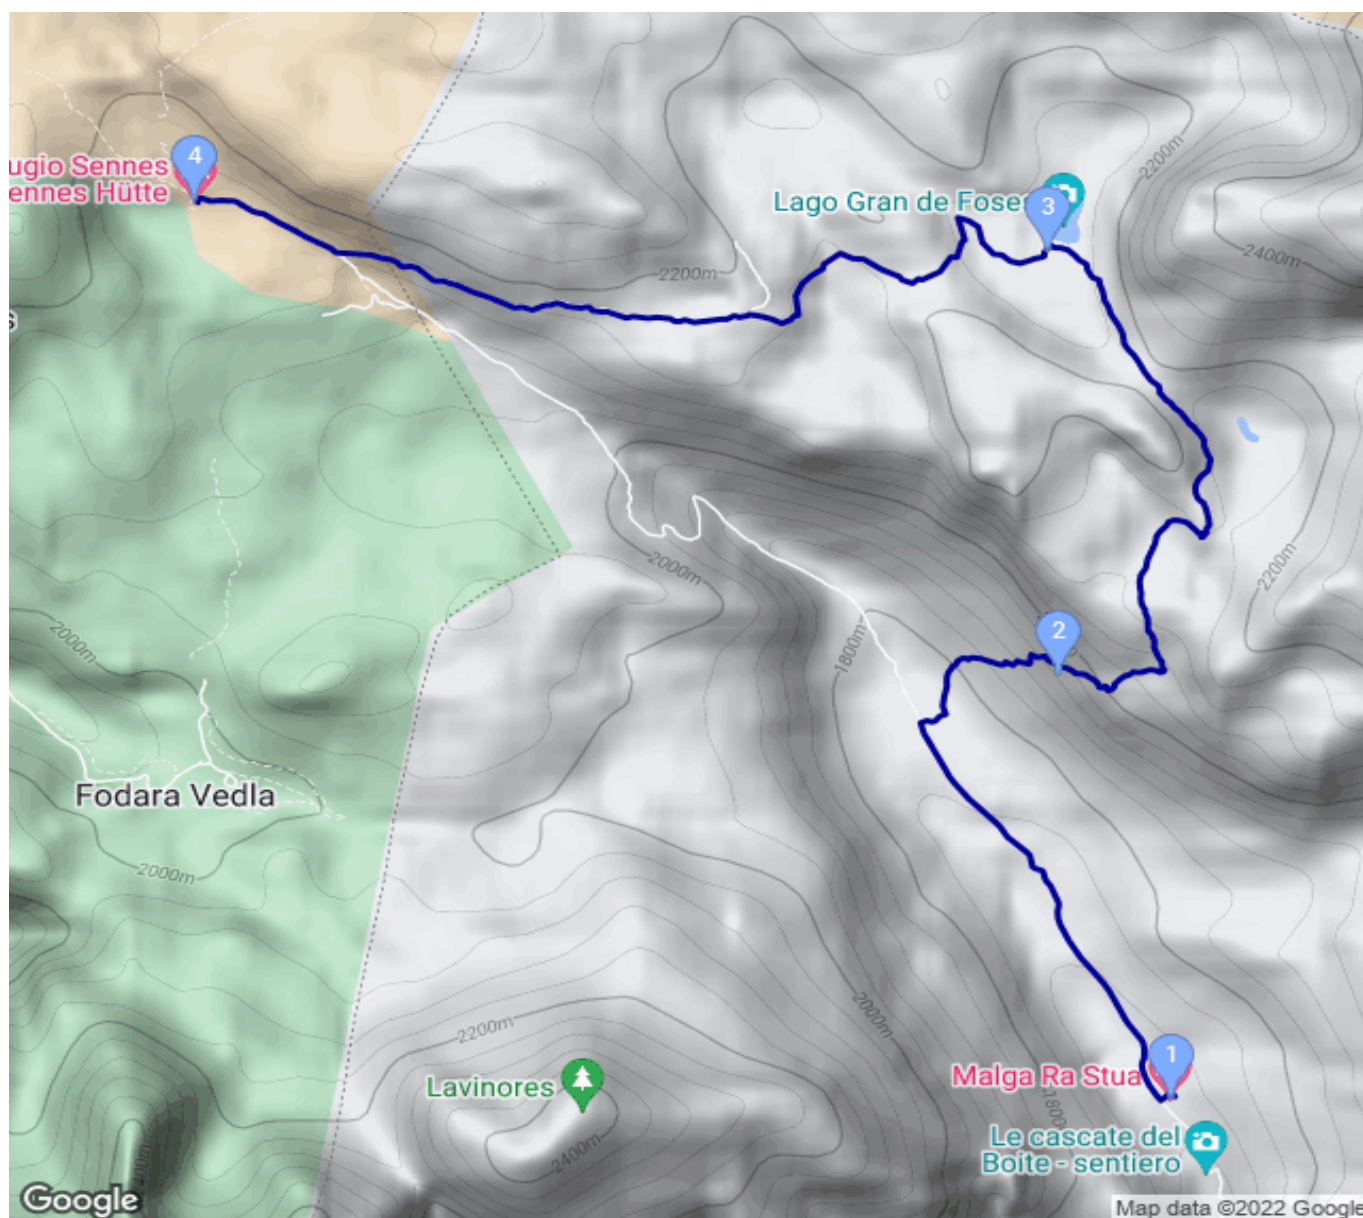 4
ugio Sennes
ennes Hütte
2200m
Lago Gran de Foses
3
2200m
2400m
s
2000m
2200m
2
1800m
2000m
Fodara Vedla
2000m
2000m
2200m
Lavinores
2400m
1
Malga Ra Stua
1800m
Le cascate del
Boite - sentiero
Google
Map data ©2022 Google